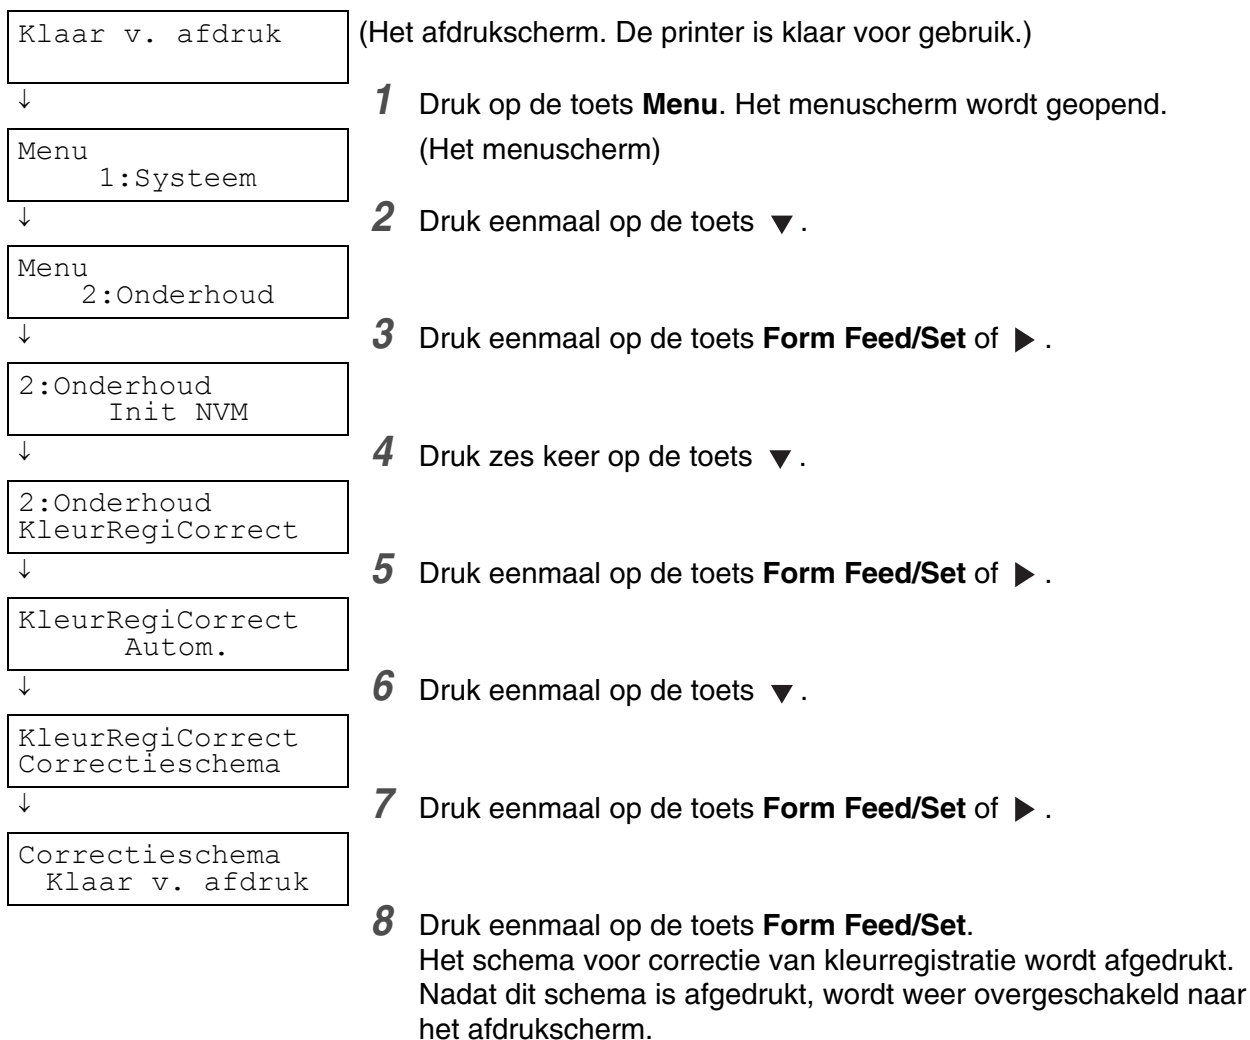 Klaar v. afdruk
(Het afdrukscherm. De printer is klaar voor gebruik.)
↓
1 Druk op de toets Menu. Het menuscherm wordt geopend.
(Het menuscherm)
Menu
1:Systeem
↓
2 Druk eenmaal op de toets ▼.
Menu
2:Onderhoud
↓
3 Druk eenmaal op de toets Form Feed/Set of ▶.
2:Onderhoud
Init NVM
↓
4 Druk zes keer op de toets ▼.
2:Onderhoud
KleurRegiCorrect
↓
5 Druk eenmaal op de toets Form Feed/Set of ▶.
KleurRegiCorrect
Autom.
↓
6 Druk eenmaal op de toets ▼.
KleurRegiCorrect
Correctieschema
↓
7 Druk eenmaal op de toets Form Feed/Set of ▶.
Correctieschema
Klaar v. afdruk
8 Druk eenmaal op de toets Form Feed/Set.
Het schema voor correctie van kleurregistratie wordt afgedrukt.
Nadat dit schema is afgedrukt, wordt weer overgeschakeld naar
het afdrukscherm.